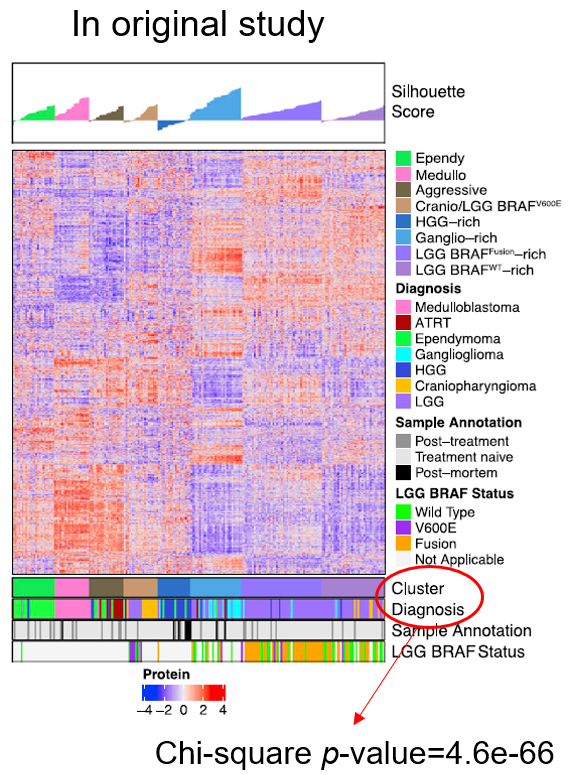 In original study
Silhouette
Score
Ependy
Medullo
Aggressive
Cranio/LGG BRAFV600E
HGG–rich
Ganglio–rich
LGG BRAFFusion–rich
LGG BRAFWT–rich
Diagnosis
Medulloblastoma
ATRT
Ependymoma
Ganglioglioma
HGG
Craniopharyngioma
LGG
Sample Annotation
Post–treatment
Treatment naive
Post–mortem
LGG BRAF Status
Wild Type
V600E
Fusion
Not Applicable
Cluster
Diagnosis
Sample Annotation
LGG BRAF Status
Protein
–4 –2 0 2 4
Chi-square p-value=4.6e-66